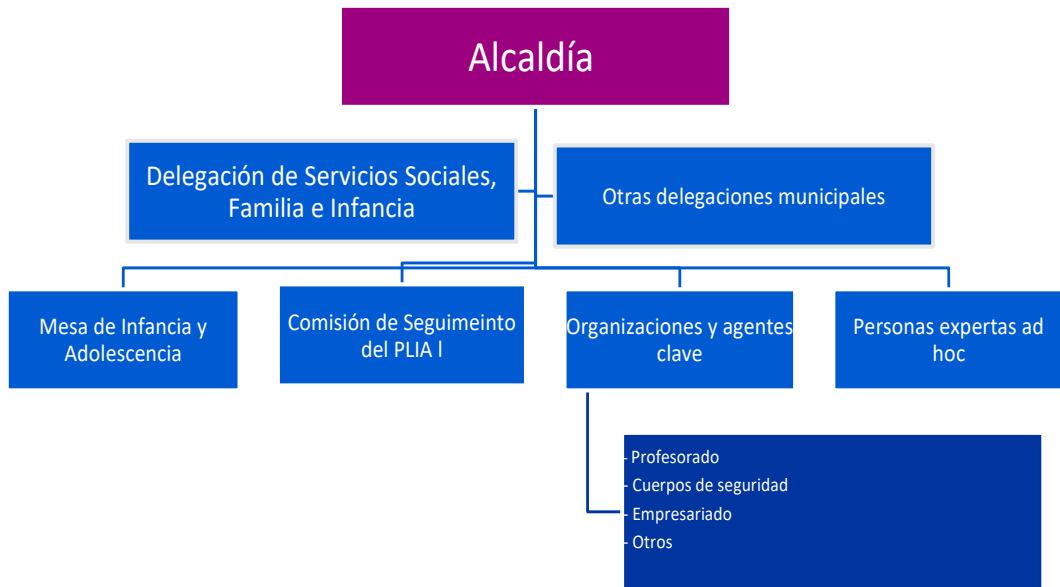 Alcaldía
Delegación de Servicios Sociales,
Familia e Infancia
Otras delegaciones municipales
Mesa de Infancia y
Adolescencia
Comisión de Seguimeinto
del PLIA l
Organizaciones y agentes
clave
Personas expertas ad
hoc
- Profesorado
- Cuerpos de seguridad
- Empresariado
- Otros